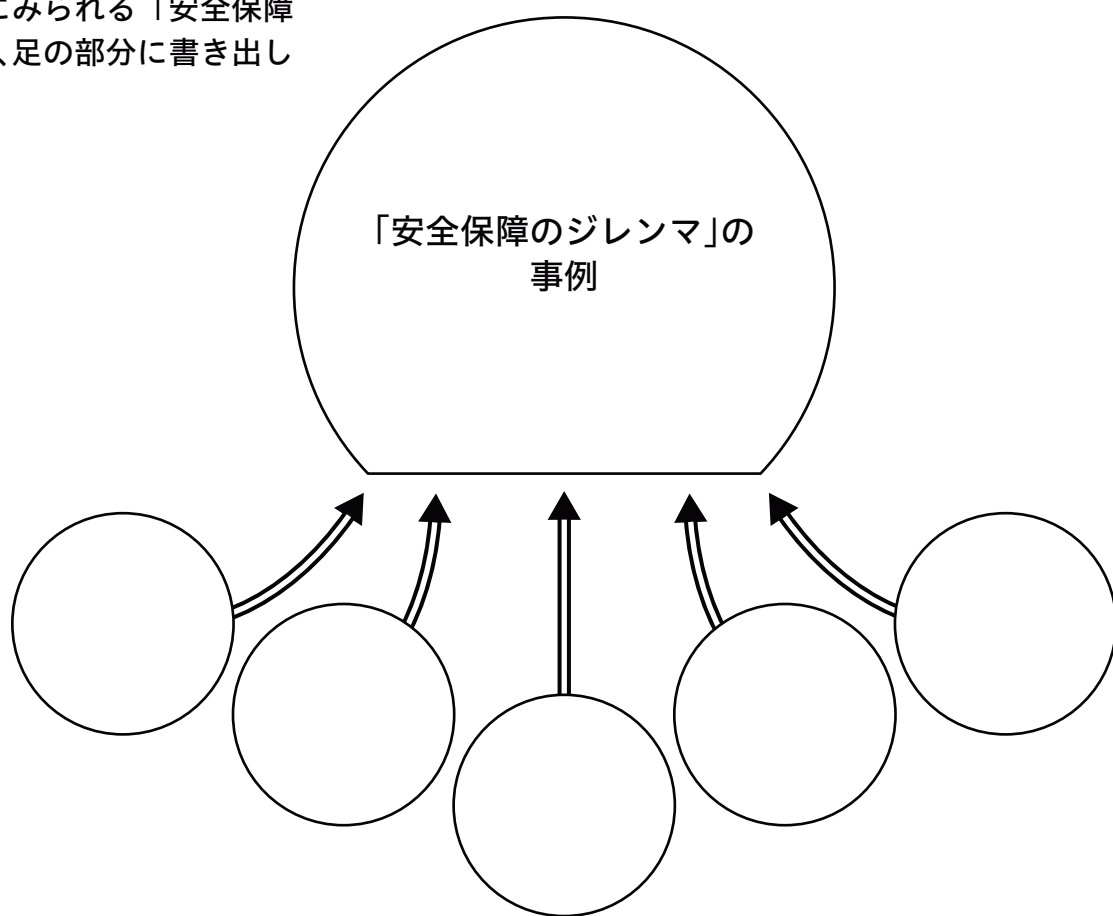 にみられる「安全保障
、足の部分に書き出し
「安全保障のジレンマ」の
事例